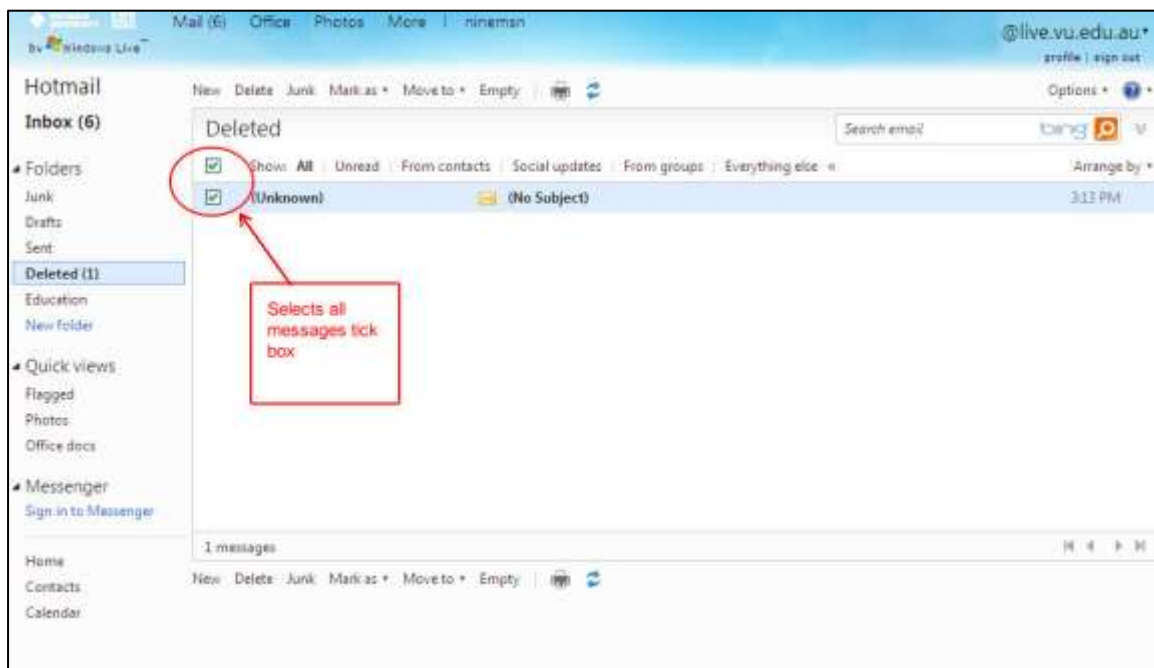 Mail (6) Office Photos More | ninemsn
by Windows Live™
@live.vu.edu.au
profile | sign out
Hotmail
New Delete Junk Mark as Move to Empty
Options
Inbox (6)
Deleted
Search email
bing
Folders
Show: All Unread From contacts Social updates From groups Everything else
Arrange by
Junk
(Unknown) (No Subject) 3:13 PM
Drafts
Sent
Deleted (1)
Education
New folder
Selects all
messages tick
box
Quick views
Flagged
Photos
Office docs
Messenger
Sign in to Messenger
1 messages
Home
New Delete Junk Mark as Move to Empty
Contacts
Calendar